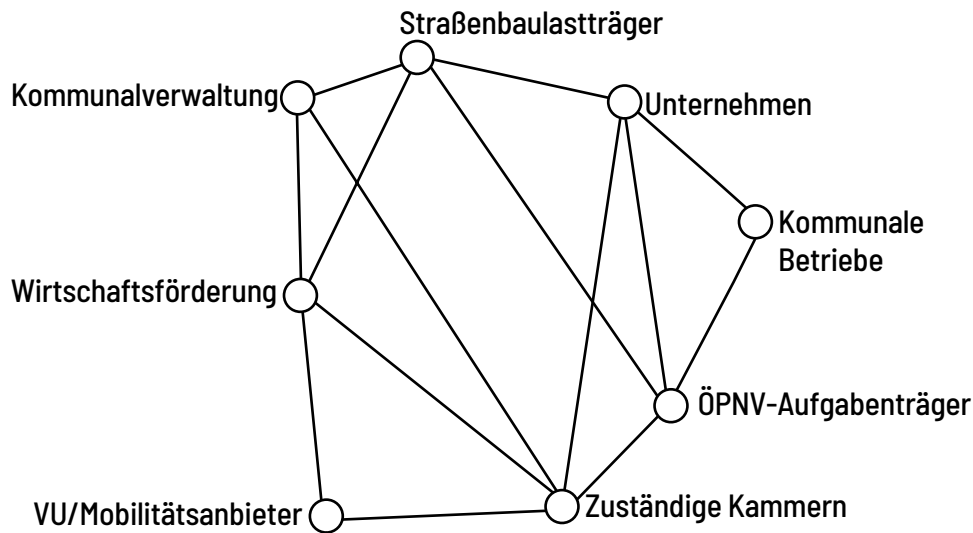 Straßenbaulastträger
Kommunalverwaltung
Unternehmen
Kommunale
Betriebe
Wirtschaftsförderung
ÖPNV-Aufgabenträger
VU/Mobilitätsanbieter
Zuständige Kammern